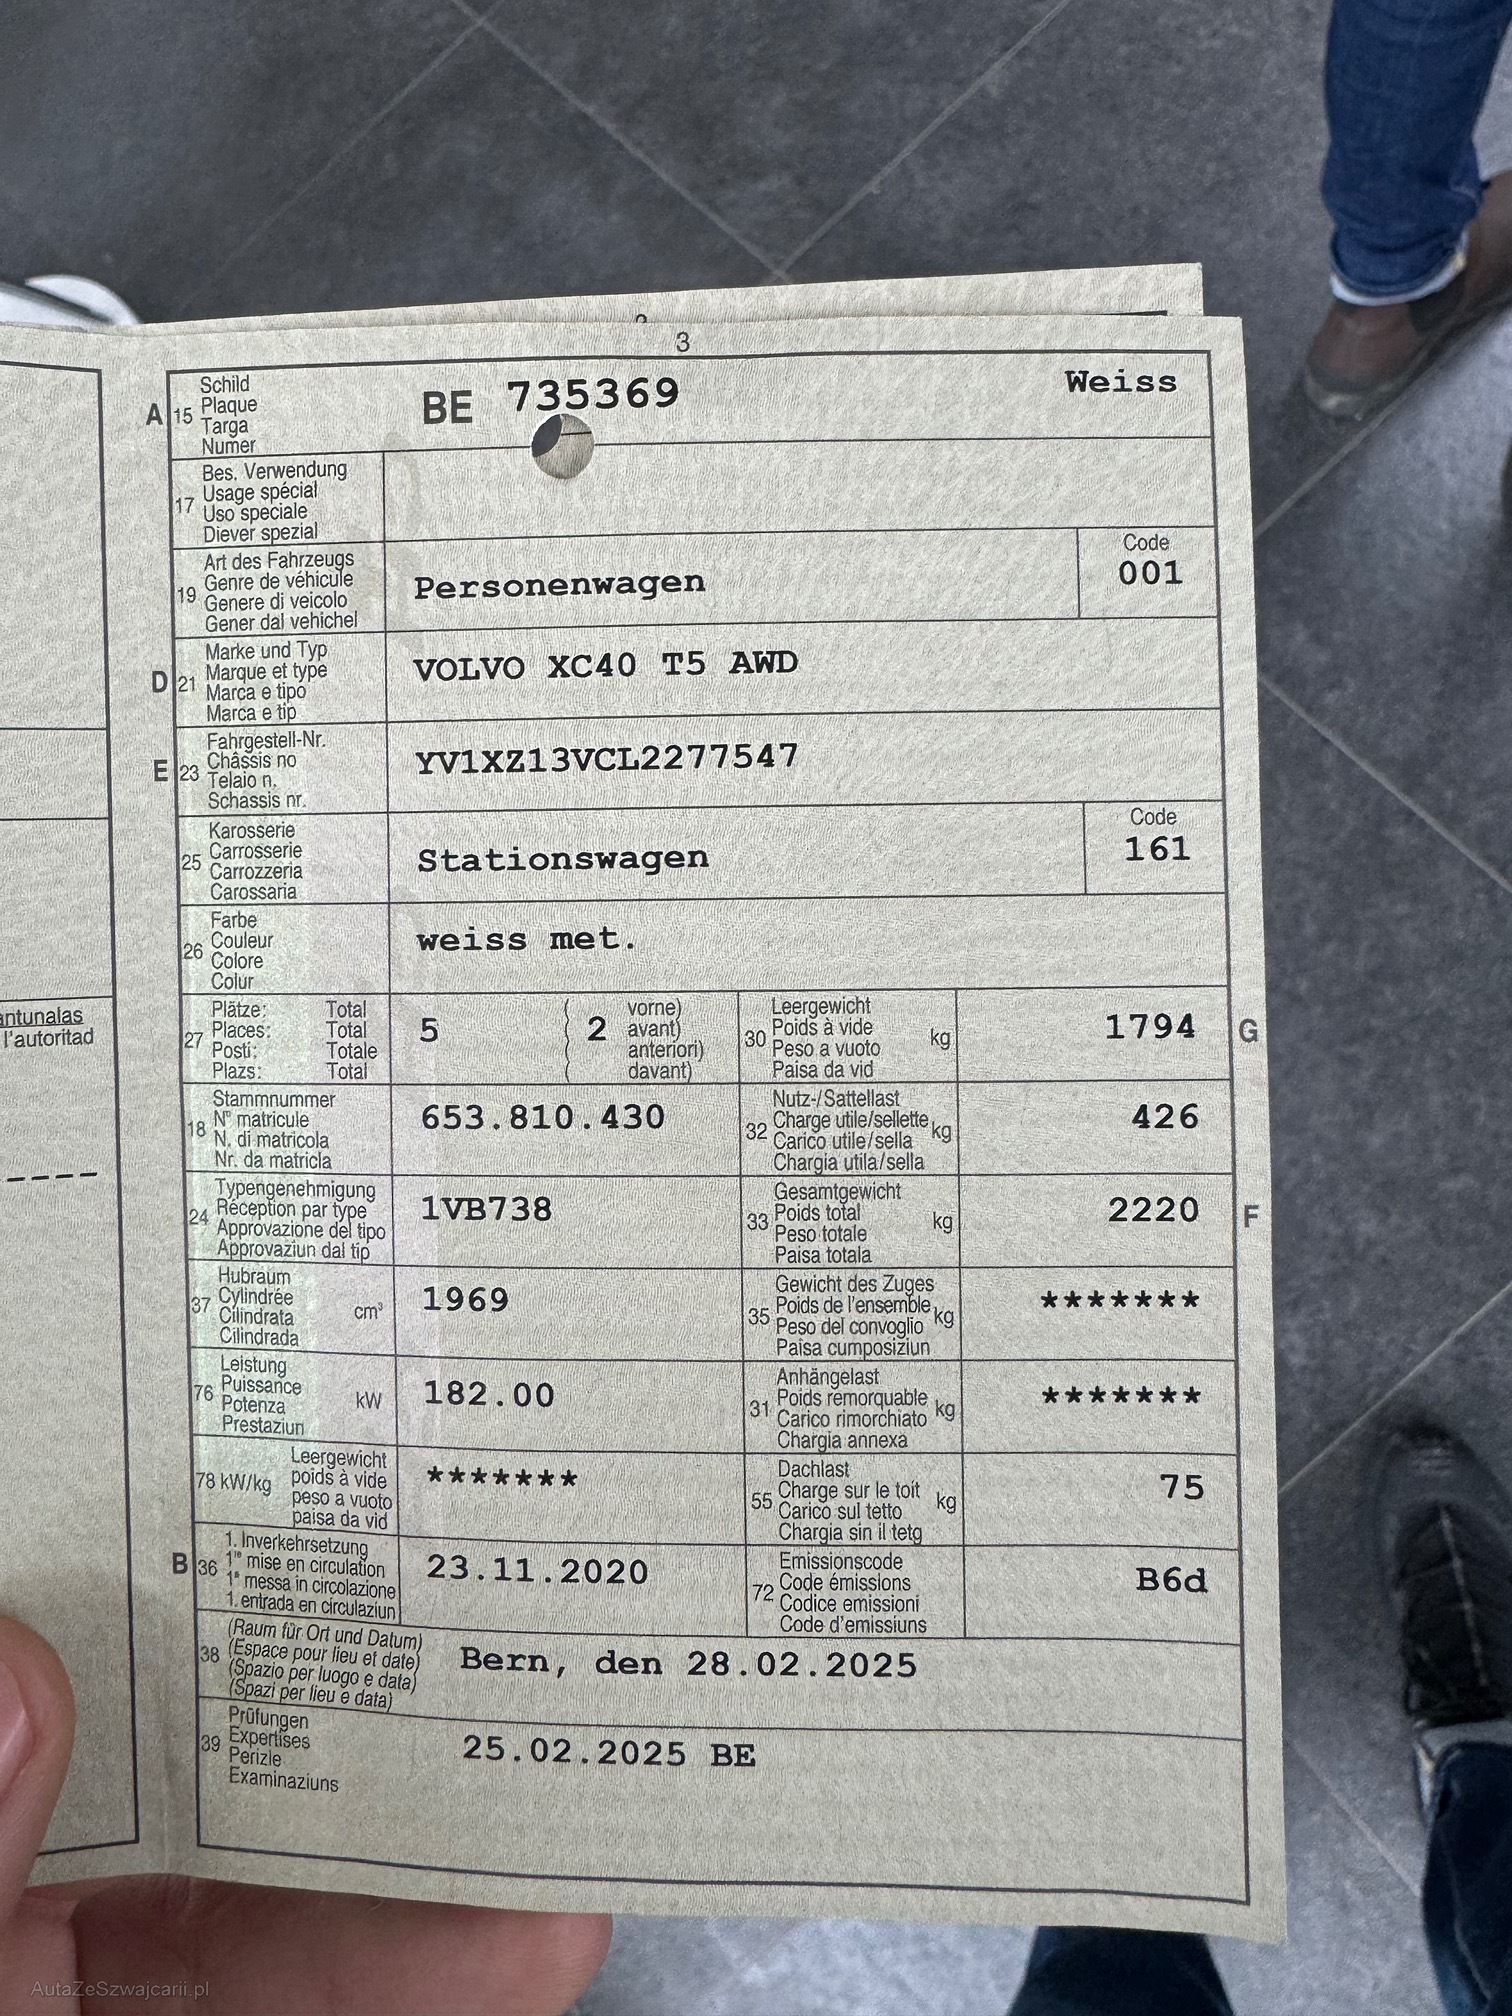 3
A 15 Schild
Plaque
Targa
Numer
BE 735369 Weiss
17 Bes. Verwendung
Usage spécial
Uso speciale
Diever spezial
19 Art des Fahrzeugs
Genre de véhicule
Genere di veicolo
Gener dal vehichel
Personenwagen
Code
001
D 21 Marke und Typ
Marque et type
Marca e tipo
Marca e tip
VOLVO XC40 T5 AWD
E 23 Fahrgestell-Nr.
Châssis no
Telaio n.
Schassis nr.
YV1XZ13VCL2277547
25 Karosserie
Carrosserie
Carrozzeria
Carossaria
Stationswagen
Code
161
26 Farbe
Couleur
Colore
Colur
weiss met.
27 Plätze: Total
Places: Total
Posti: Totale
Plazs: Total
5 ( 2 vorne)
avant)
anteriori)
( davant)
30 Leergewicht
Poids à vide kg
Peso a vuoto
Paisa da vid
1794 G
antunalas
l'autoritad
18 Stammnummer
N° matricule
N. di matricola
Nr. da matricla
653.810.430
32 Nutz-/Sattellast
Charge utile/sellette kg
Carico utile/sella
Chargia utila/sella
426
24 Typengenehmigung
Réception par type
Approvazione del tipo
Approvaziun dal tip
1VB738
33 Gesamtgewicht
Poids total kg
Peso totale
Paisa totala
2220 F
37 Hubraum
Cylindrée cm³
Cilindrata
Cilindrada
1969
35 Gewicht des Zuges
Poids de l'ensemble kg
Peso del convoglio
Paisa cumposiziun
*******
76 Leistung
Puissance kW
Potenza
Prestaziun
182.00
31 Anhängelast
Poids remorquable kg
Carico rimorchiato
Chargia annexa
*******
78 kW/kg Leergewicht
poids à vide
peso a vuoto
paisa da vid
*******
55 Dachlast
Charge sur le toit kg
Carico sul tetto
Chargia sin il tetg
75
B 36 1. Inverkehrsetzung
1re mise en circulation
1a messa in circolazione
1. entrada en circulaziun
23.11.2020
72 Emissionscode
Code émissions
Codice emissioni
Code d'emissiuns
B6d
38 (Raum für Ort und Datum)
(Espace pour lieu et date)
(Spazio per luogo e data)
(Spazi per lieu e data)
Bern, den 28.02.2025
39 Prüfungen
Expertises
Perizie
Examinaziuns
25.02.2025 BE
AutaZeSzwajcarii.pl